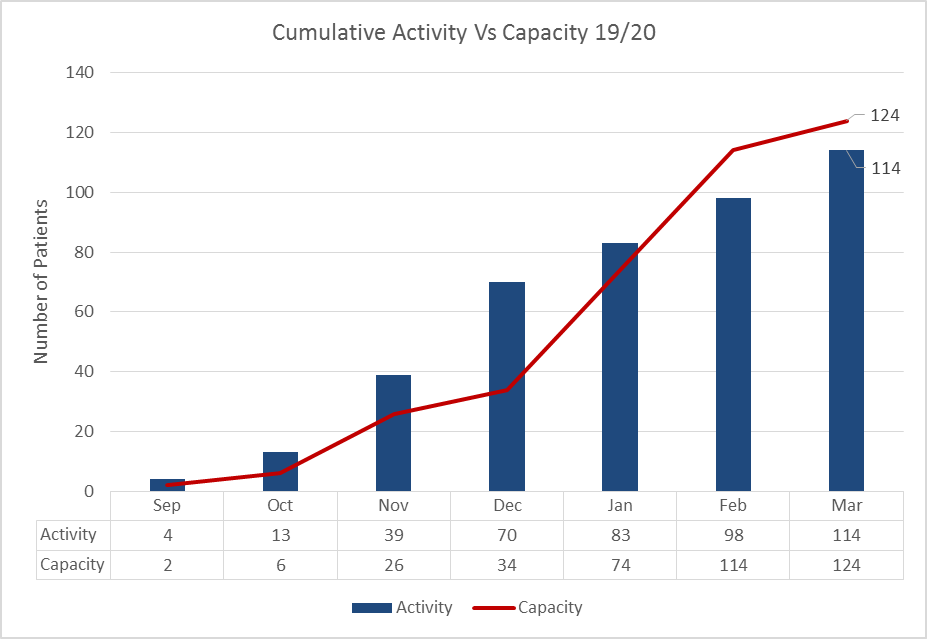 Cumulative Activity Vs Capacity 19/20
Number of Patients
140
120
100
80
60
40
20
0
124
114
Sep Oct Nov Dec Jan Feb Mar
Activity 4 13 39 70 83 98 114
Capacity 2 6 26 34 74 114 124
Activity Capacity